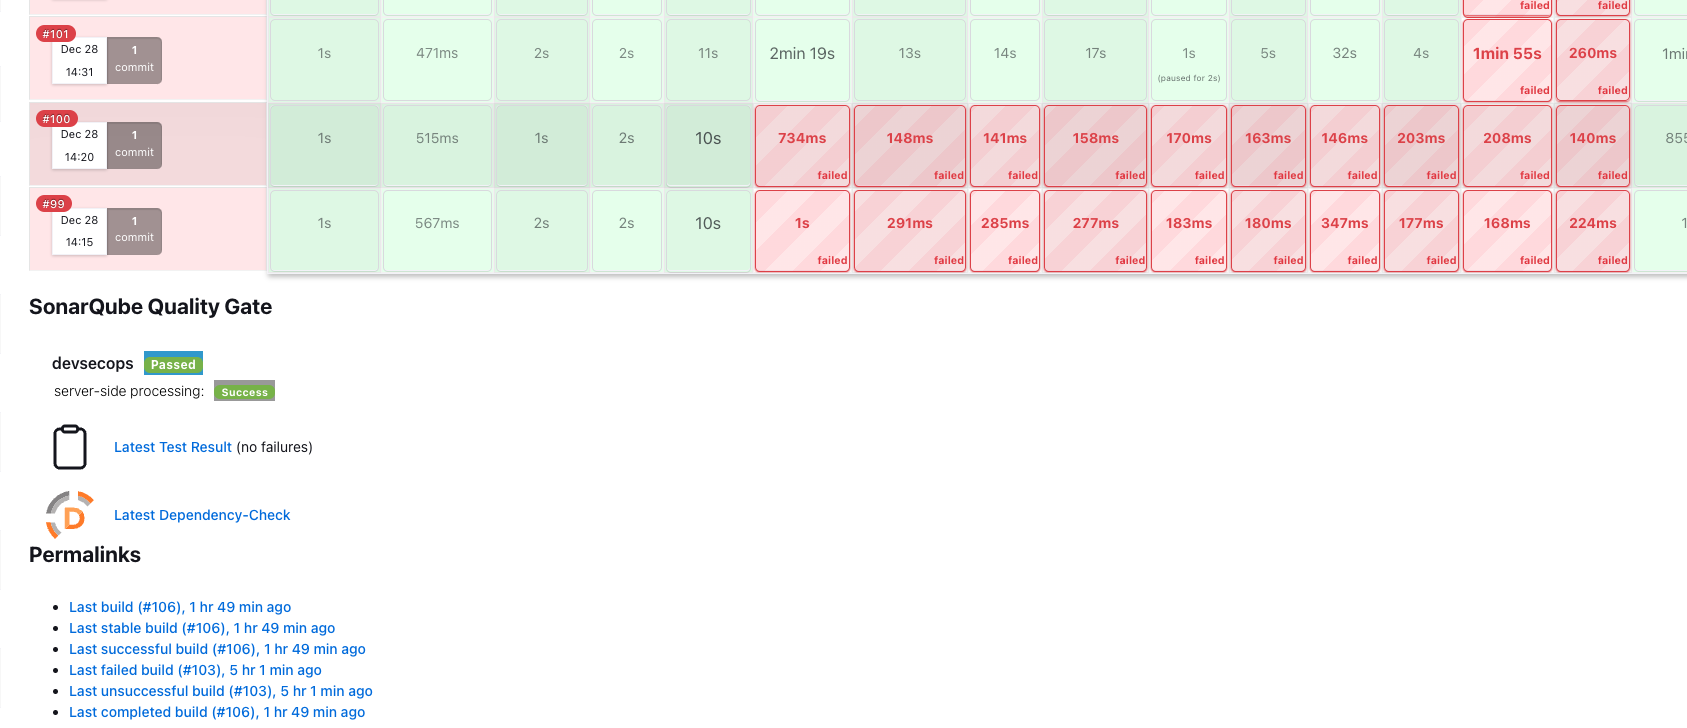 failed failed
#101
Dec 28 1
14:31 commit
1s 471ms 2s 2s 11s 2min 19s 13s 14s 17s 1s 5s 32s 4s 1min 55s 260ms
(paused for 2s)
failed failed
#100
Dec 28 1
14:20 commit
1s 515ms 1s 2s 10s 734ms 148ms 141ms 158ms 170ms 163ms 146ms 203ms 208ms 140ms
failed failed failed failed failed failed failed failed failed failed
#99
Dec 28 1
14:15 commit
1s 567ms 2s 2s 10s 1s 291ms 285ms 277ms 183ms 180ms 347ms 177ms 168ms 224ms
failed failed failed failed failed failed failed failed failed failed
SonarQube Quality Gate
devsecops Passed
server-side processing: Success
Latest Test Result (no failures)
D
Latest Dependency-Check
Permalinks
Last build (#106), 1 hr 49 min ago
Last stable build (#106), 1 hr 49 min ago
Last successful build (#106), 1 hr 49 min ago
Last failed build (#103), 5 hr 1 min ago
Last unsuccessful build (#103), 5 hr 1 min ago
Last completed build (#106), 1 hr 49 min ago